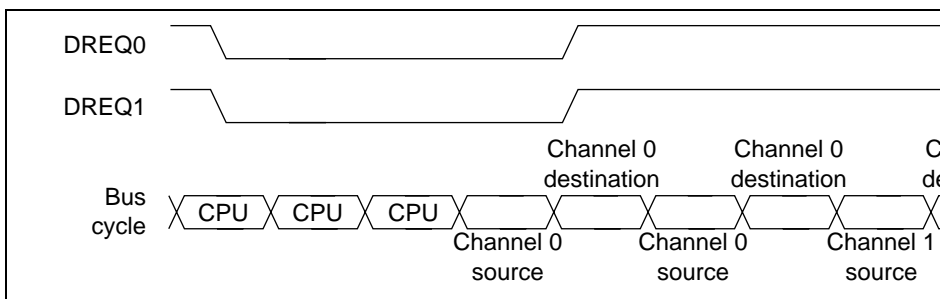 DREQ0
DREQ1
Channel 0
destination
Channel 0
destination
Bus
cycle
CPU
CPU
CPU
Channel 0
source
Channel 0
source
Channel 1
source